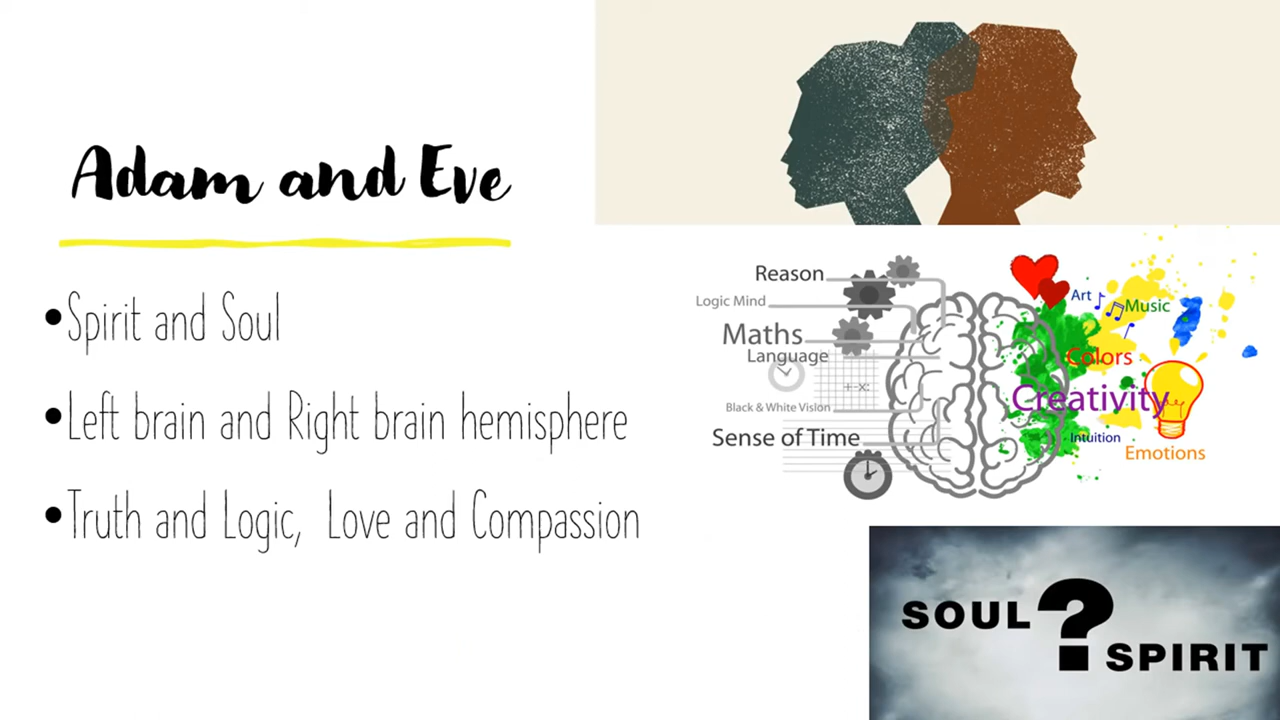 Adam and Eve
•Spirit and Soul
•Left brain and Right brain hemisphere
•Truth and Logic, Love and Compassion
Reason
Logic Mind
Maths
Language
+-x:
Black & White Vision
Sense of Time
Art
Music
Colors
Creativity
Intuition
Emotions
SOUL ?
SPIRIT